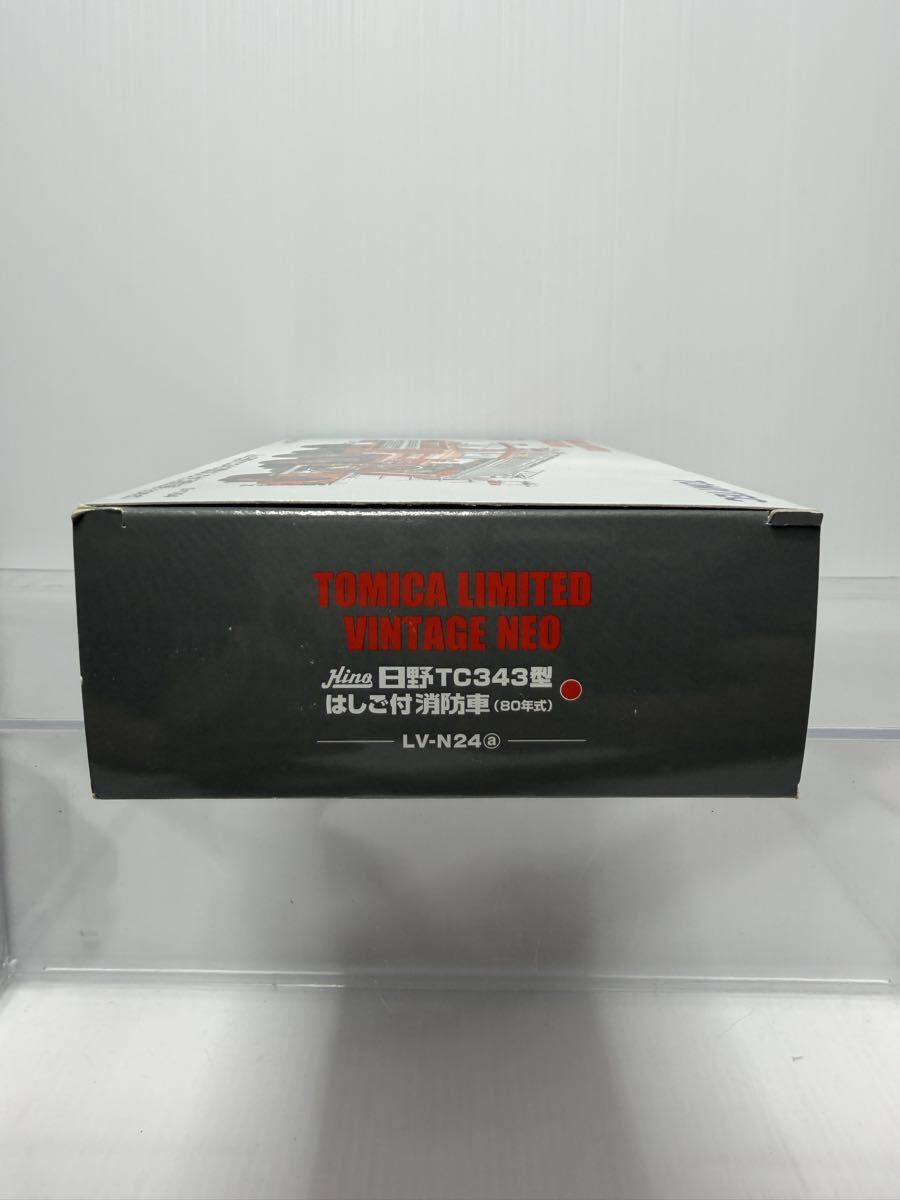 TOMICA LIMITED
VINTAGE NEO
Hino 日野TC343型
はしご付消防車(80年式)
LV-N24ⓐ